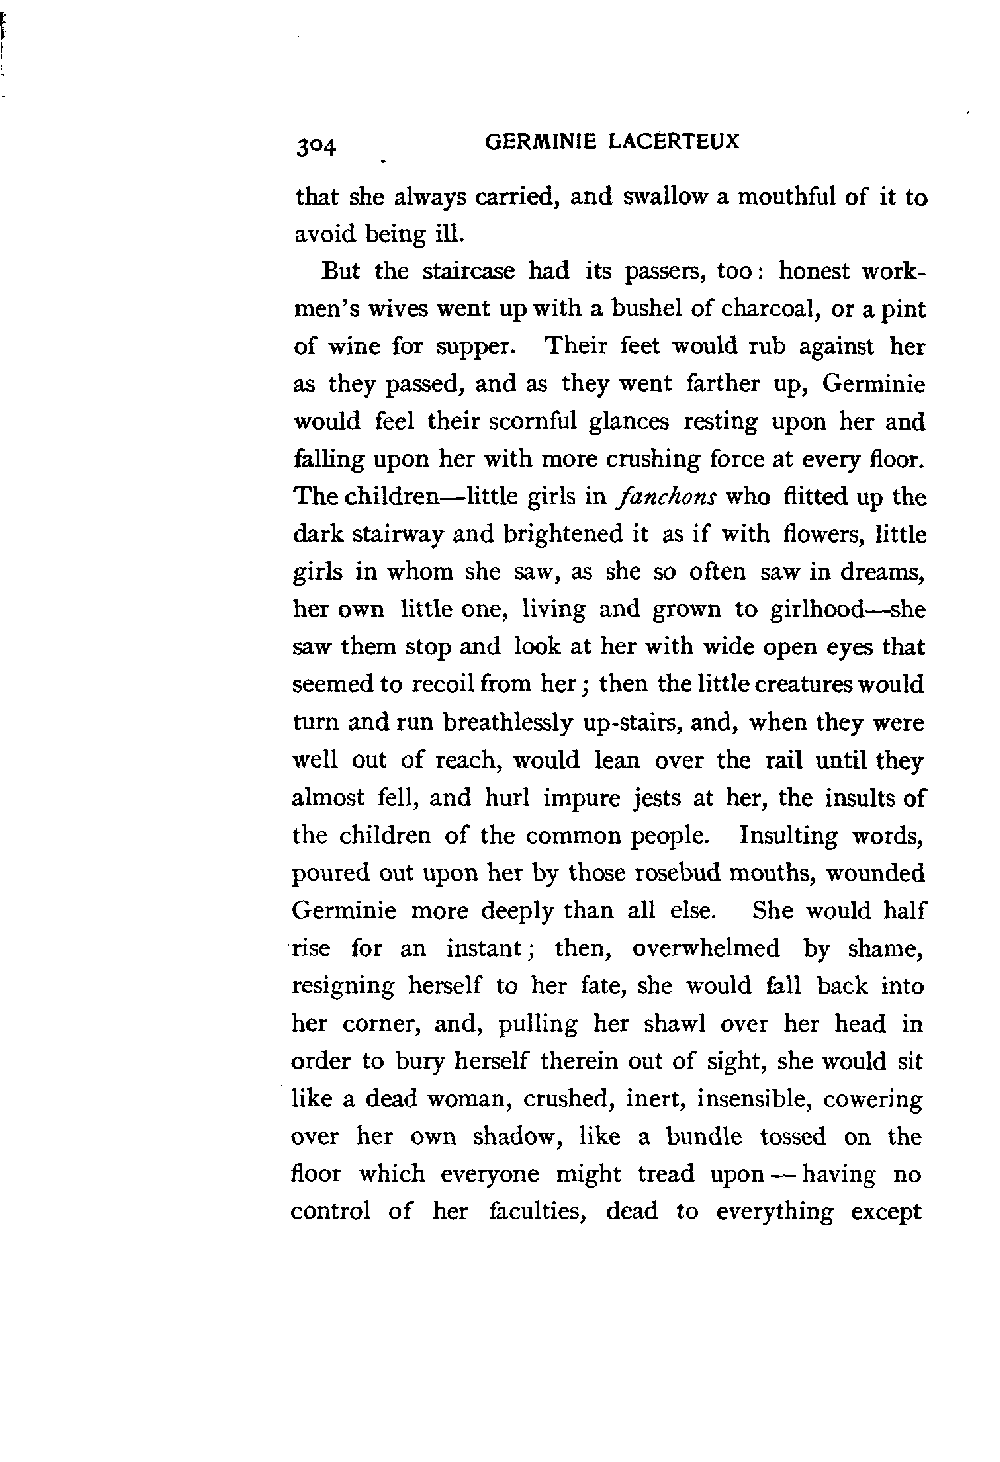 304 GERMINIE LACERTEUX
that she always carried, and swallow a mouthful of it to
avoid being ill.
But the staircase had its passers, too: honest work-
men's wives went up with a bushel of charcoal, or a pint
of wine for supper. Their feet would rub against her
as they passed, and as they went farther up, Germinie
would feel their scornful glances resting upon her and
falling upon her with more crushing force at every floor.
The children—little girls in fanchons who flitted up the
dark stairway and brightened it as if with flowers, little
girls in whom she saw, as she so often saw in dreams,
her own little one, living and grown to girlhood—she
saw them stop and look at her with wide open eyes that
seemed to recoil from her; then the little creatures would
turn and run breathlessly up-stairs, and, when they were
well out of reach, would lean over the rail until they
almost fell, and hurl impure jests at her, the insults of
the children of the common people. Insulting words,
poured out upon her by those rosebud mouths, wounded
Germinie more deeply than all else. She would half
rise for an instant; then, overwhelmed by shame,
resigning herself to her fate, she would fall back into
her corner, and, pulling her shawl over her head in
order to bury herself therein out of sight, she would sit
like a dead woman, crushed, inert, insensible, cowering
over her own shadow, like a bundle tossed on the
floor which everyone might tread upon—having no
control of her faculties, dead to everything except